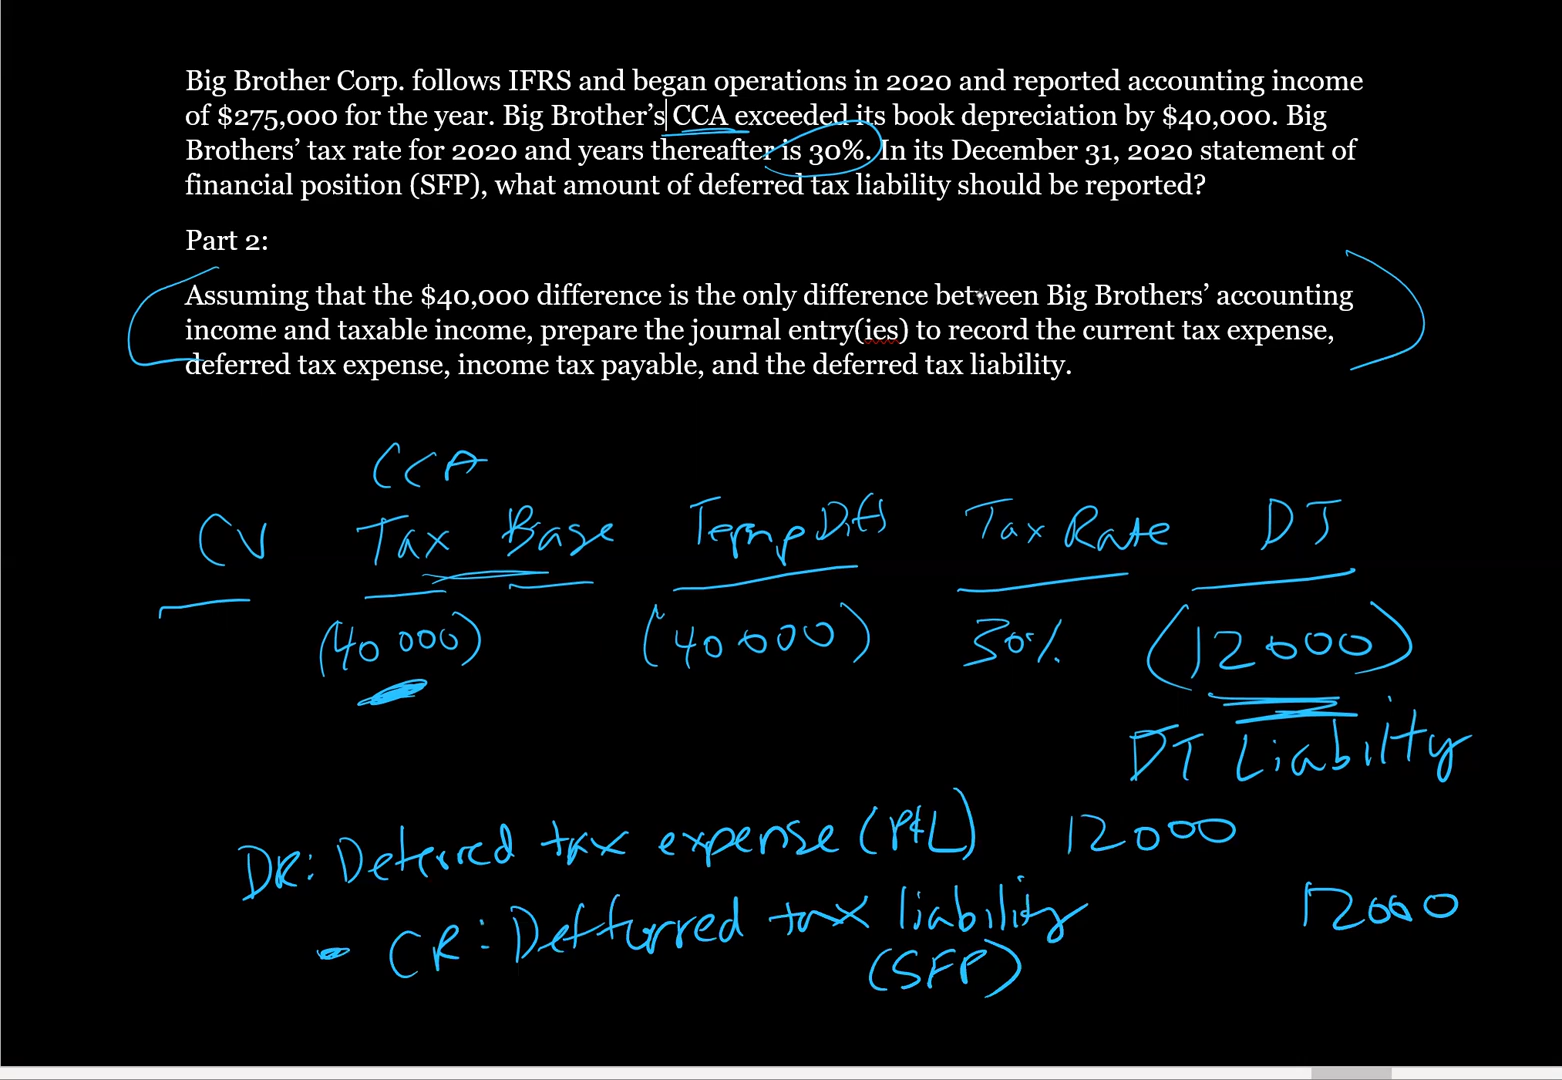 Big Brother Corp. follows IFRS and began operations in 2020 and reported accounting income
of $275,000 for the year. Big Brother's CCA exceeded its book depreciation by $40,000. Big
Brothers' tax rate for 2020 and years thereafter is 30%. In its December 31, 2020 statement of
financial position (SFP), what amount of deferred tax liability should be reported?
Part 2:
Assuming that the $40,000 difference is the only difference between Big Brothers' accounting
income and taxable income, prepare the journal entry(ies) to record the current tax expense,
deferred tax expense, income tax payable, and the deferred tax liability.
CCA
CV Tax Base Temp Diff Tax Rate DT
(40 000) (40 000) 30% (12 000)
DT Liabilty
DR: Deterred tax expense (P&L) 12000
- CR: Defturred tax liability 12000
(SFP)